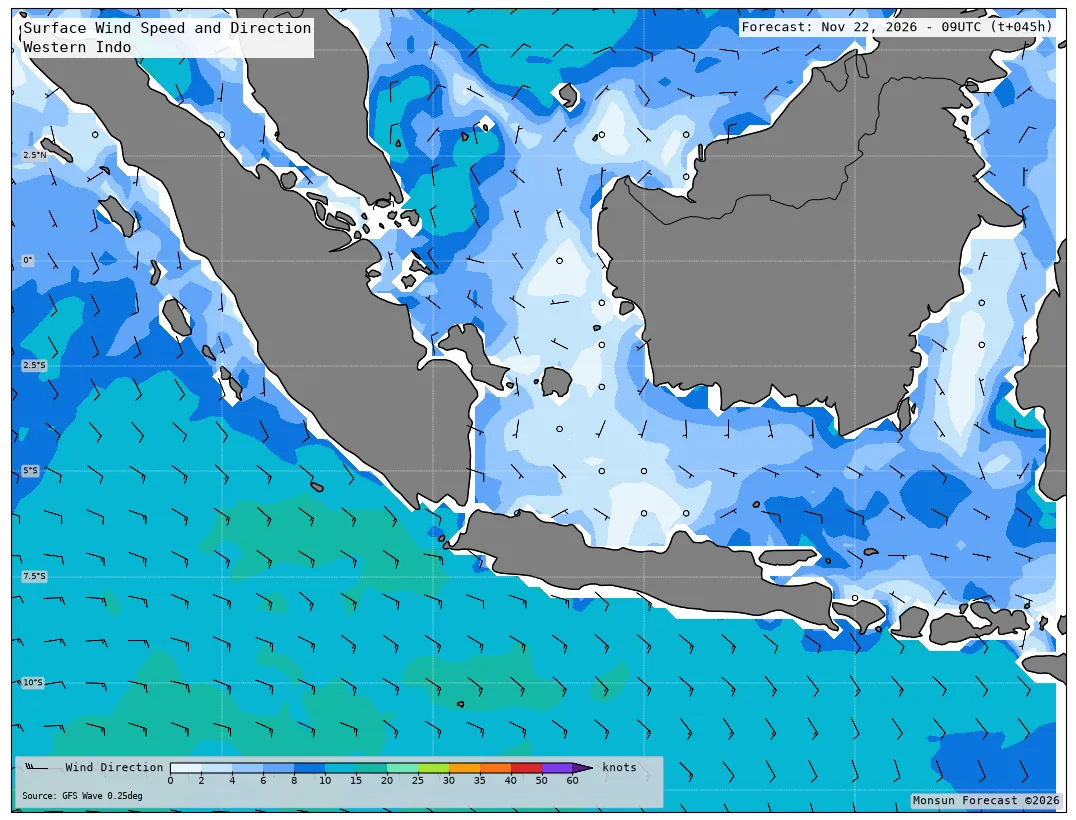 Surface Wind Speed and Direction
Western Indo
Forecast: Nov 22, 2026 - 09UTC (t+045h)
2.5°N
0°
2.5°S
5°S
7.5°S
10°S
Wind Direction
0 2 4 6 8 10 15 20 25 30 35 40 50 60
knots
Source: GFS Wave 0.25deg
Monsun Forecast ©2026